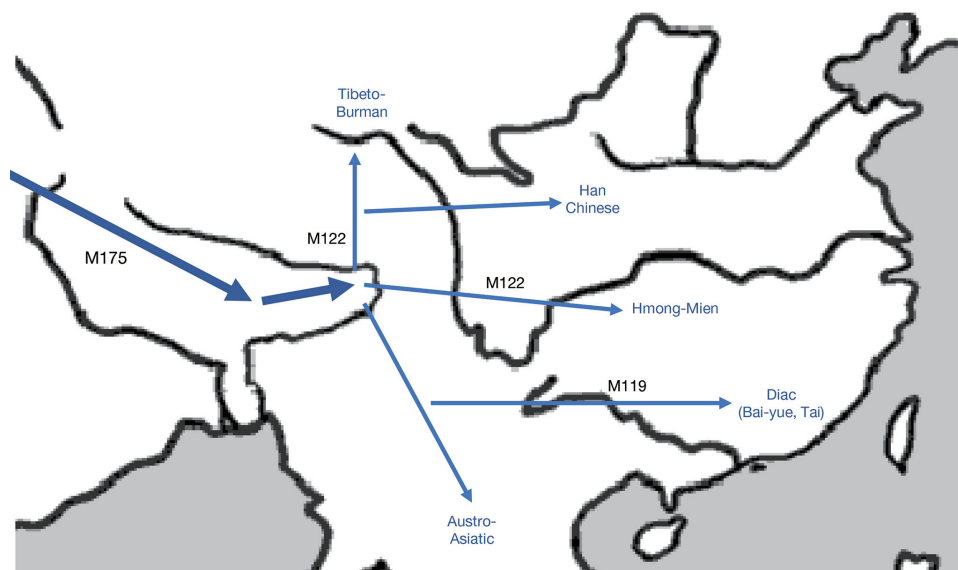 Tibeto-
Burman
Han
Chinese
M122
M175
M122
Hmong-Mien
M119
Diac
(Bai-yue, Tai)
Austro-
Asiatic